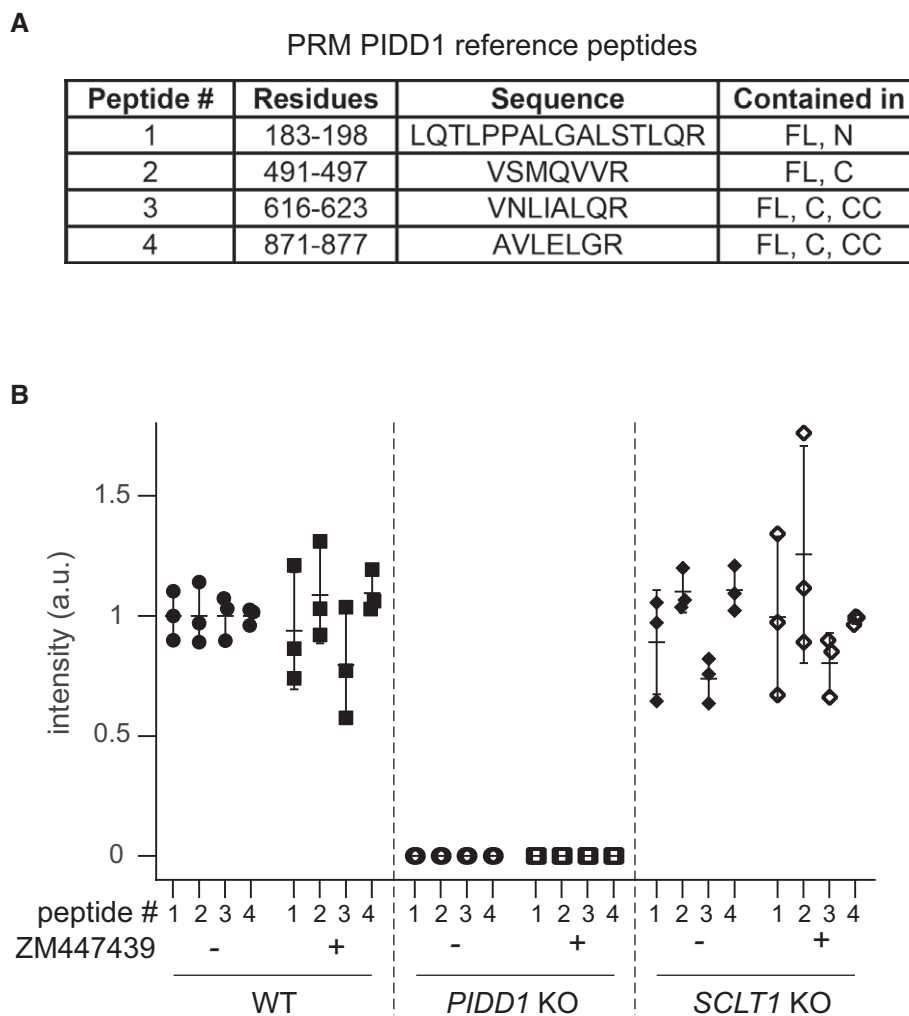 A
PRM PIDD1 reference peptides
Peptide # Residues Sequence Contained in
1 183-198 LQTLPPALGALSTLQR FL, N
2 491-497 VSMQVVR FL, C
3 616-623 VNLIALQR FL, C, CC
4 871-877 AVLELGR FL, C, CC
B
intensity (a.u.)
1.5
1
0.5
0
peptide # 1 2 3 4 1 2 3 4 1 2 3 4 1 2 3 4 1 2 3 4 1 2 3 4
ZM447439 - + - + - +
WT PIDD1 KO SCLT1 KO